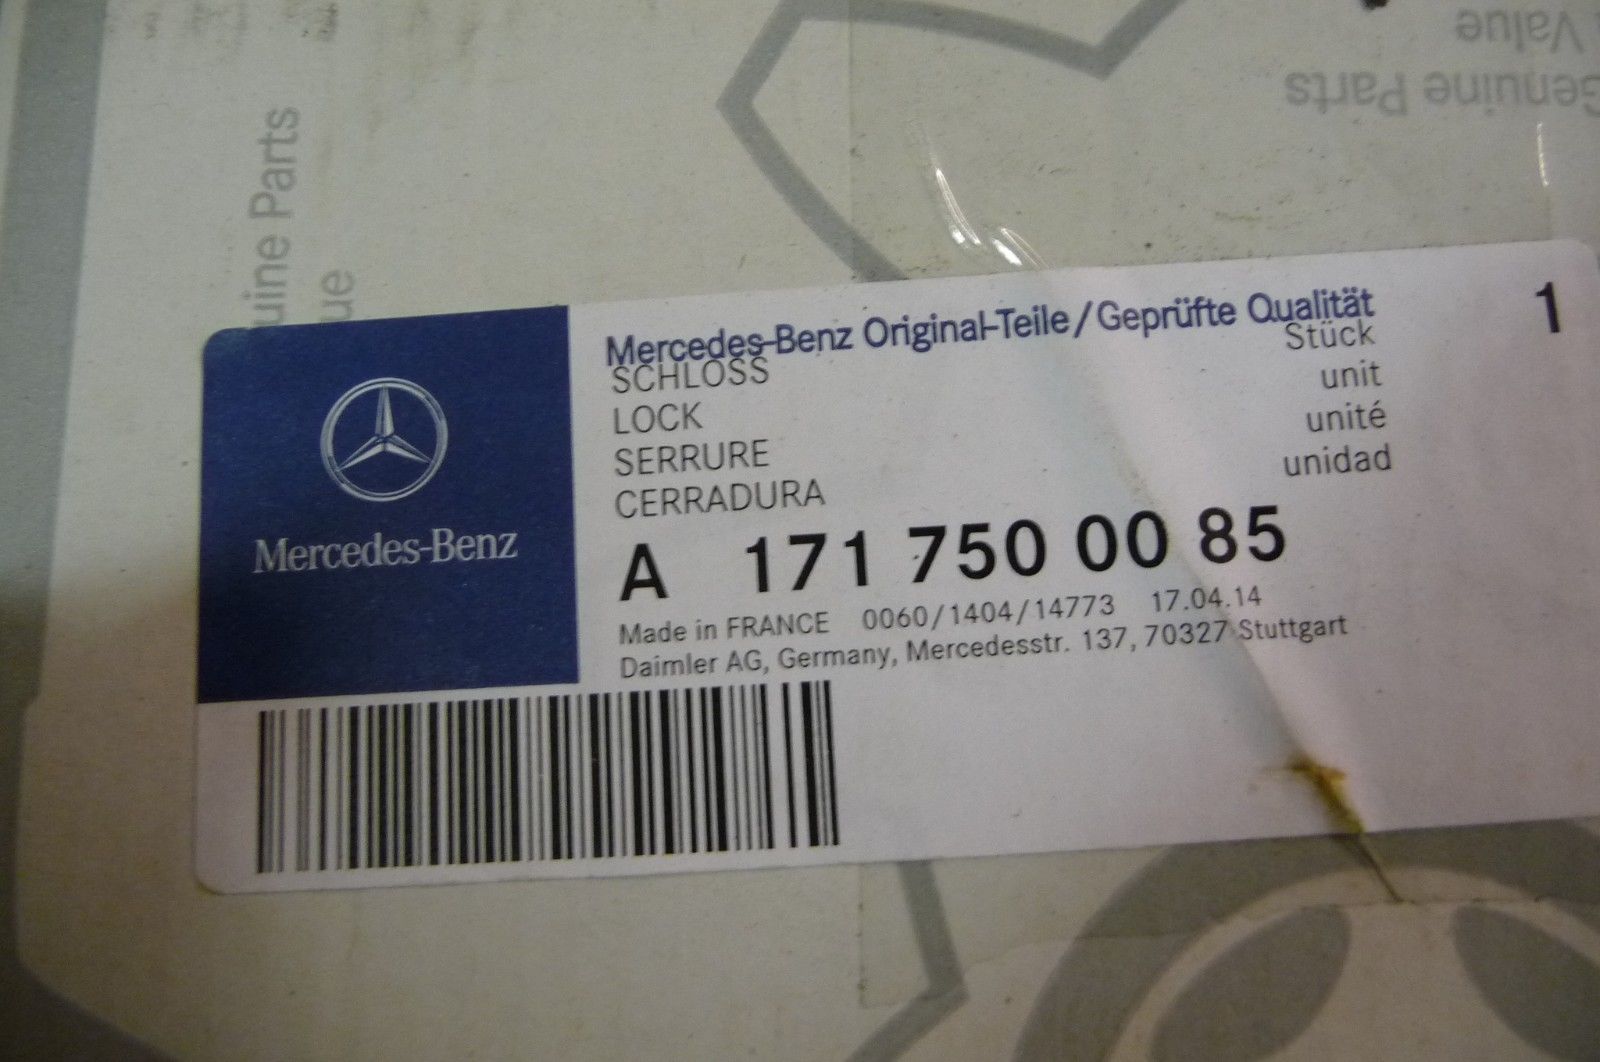 Value
Genuine Parts
uine Parts
ue
Mercedes-Benz Original-Teile/Geprüfte Qualität
1
SCHLOSS Stück
LOCK unit
SERRURE unité
CERRADURA unidad
A 171 750 00 85
Made in FRANCE 0060/1404/14773 17.04.14
Daimler AG, Germany, Mercedesstr. 137, 70327 Stuttgart
Mercedes-Benz